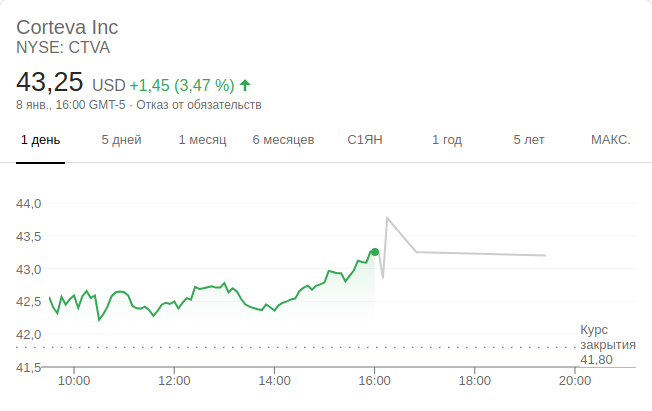 Corteva Inc
NYSE: CTVA
43,25 USD +1,45 (3,47 %)
8 янв., 16:00 GMT-5 · Отказ от обязательств
1 день 5 дней 1 месяц 6 месяцев С1ЯН 1 год 5 лет МАКС.
44,0
43,5
43,0
42,5
42,0
41,5
Курс
закрытия
41,80
10:00 12:00 14:00 16:00 18:00 20:00